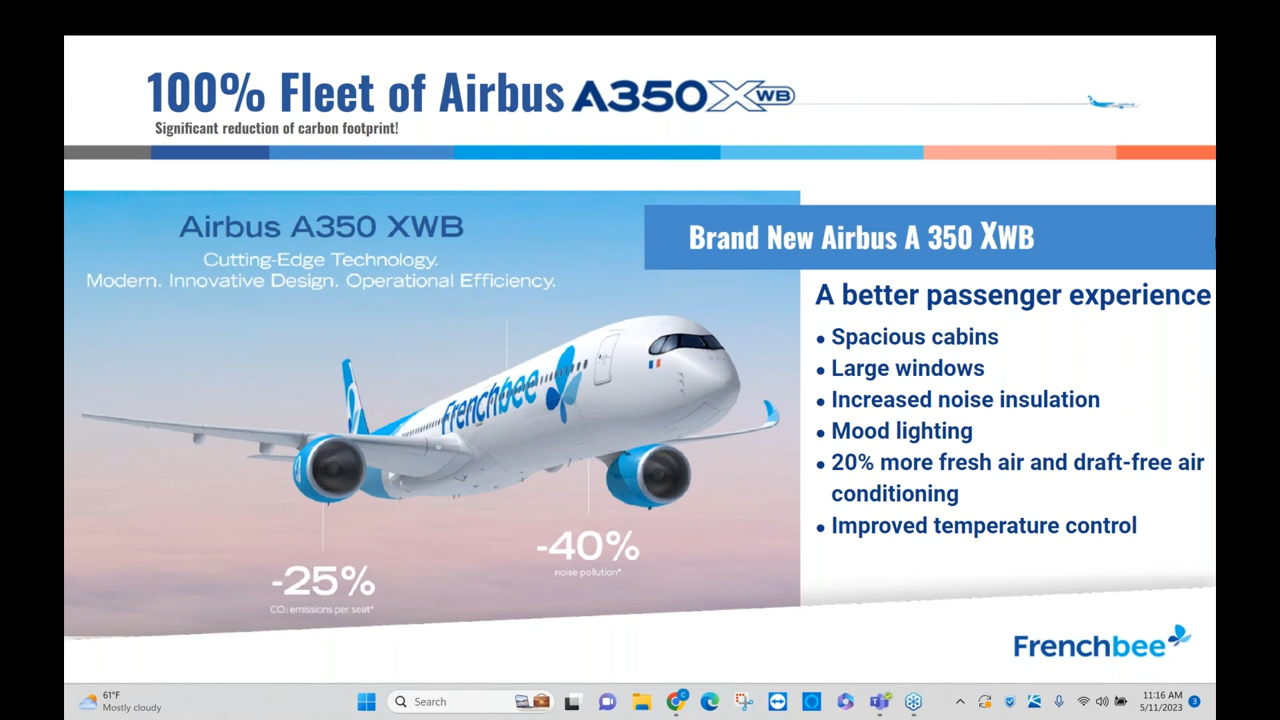 100% Fleet of Airbus A350 XWB
Significant reduction of carbon footprint!
Airbus A350 XWB
Cutting-Edge Technology.
Modern. Innovative Design. Operational Efficiency.
Frenchbee
-25%
CO₂ emissions per seat*
-40%
noise pollution*
Brand New Airbus A 350 XWB
A better passenger experience
• Spacious cabins
• Large windows
• Increased noise insulation
• Mood lighting
• 20% more fresh air and draft-free air
conditioning
• Improved temperature control
Frenchbee
61°F
Mostly cloudy
Search
11:16 AM
5/11/2023
3